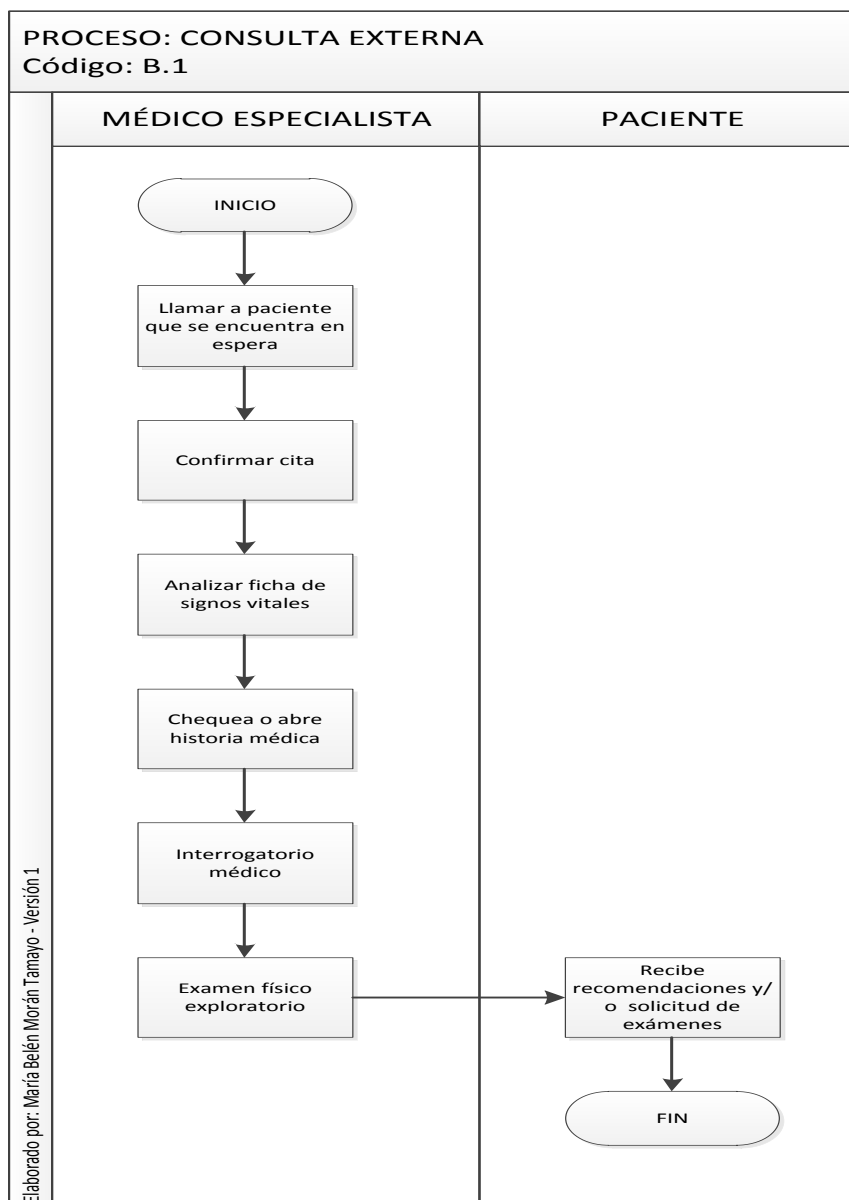 PROCESO: CONSULTA EXTERNA
Código: B.1
MÉDICO ESPECIALISTA
PACIENTE
INICIO
Llamar a paciente
que se encuentra en
espera
Confirmar cita
Analizar ficha de
signos vitales
Chequea o abre
historia médica
Interrogatorio
médico
Examen físico
exploratorio
Recibe
recomendaciones y/
o solicitud de
exámenes
FIN
Elaborado por: María Belén Morán Tamayo - Versión 1